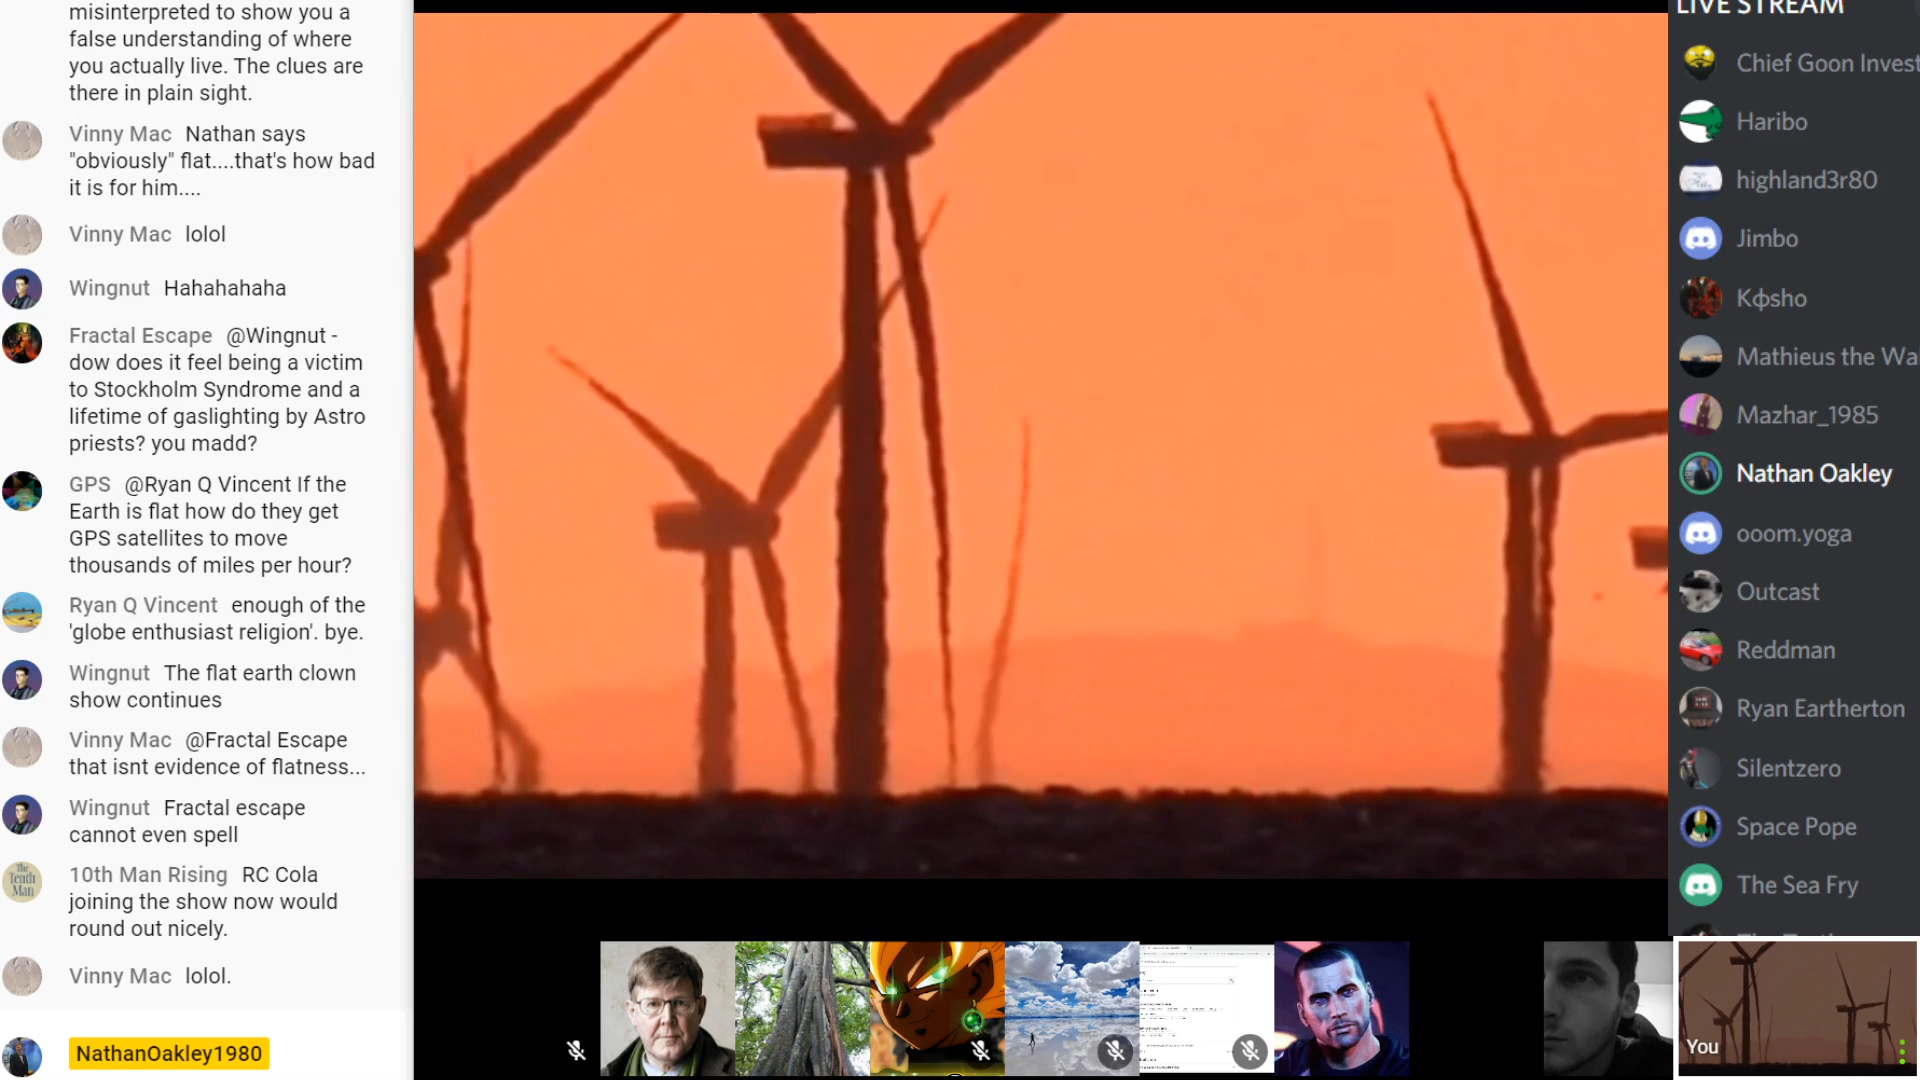 misinterpreted to show you a
false understanding of where
you actually live. The clues are
there in plain sight.
Vinny Mac Nathan says
"obviously" flat....that's how bad
it is for him....
Vinny Mac lolol
Wingnut Hahahahaha
Fractal Escape @Wingnut -
dow does it feel being a victim
to Stockholm Syndrome and a
lifetime of gaslighting by Astro
priests? you madd?
GPS @Ryan Q Vincent If the
Earth is flat how do they get
GPS satellites to move
thousands of miles per hour?
Ryan Q Vincent enough of the
'globe enthusiast religion'. bye.
Wingnut The flat earth clown
show continues
Vinny Mac @Fractal Escape
that isnt evidence of flatness...
Wingnut Fractal escape
cannot even spell
The
Tenth
Man
10th Man Rising RC Cola
joining the show now would
round out nicely.
Vinny Mac lolol.
NathanOakley1980
LIVE STREAM
Chief Goon Invest
Haribo
highland3r80
Jimbo
Kфsho
Mathieus the Wal
Mazhar_1985
Nathan Oakley
ooom.yoga
Outcast
Reddman
Ryan Eartherton
Silentzero
Space Pope
The Sea Fry
You